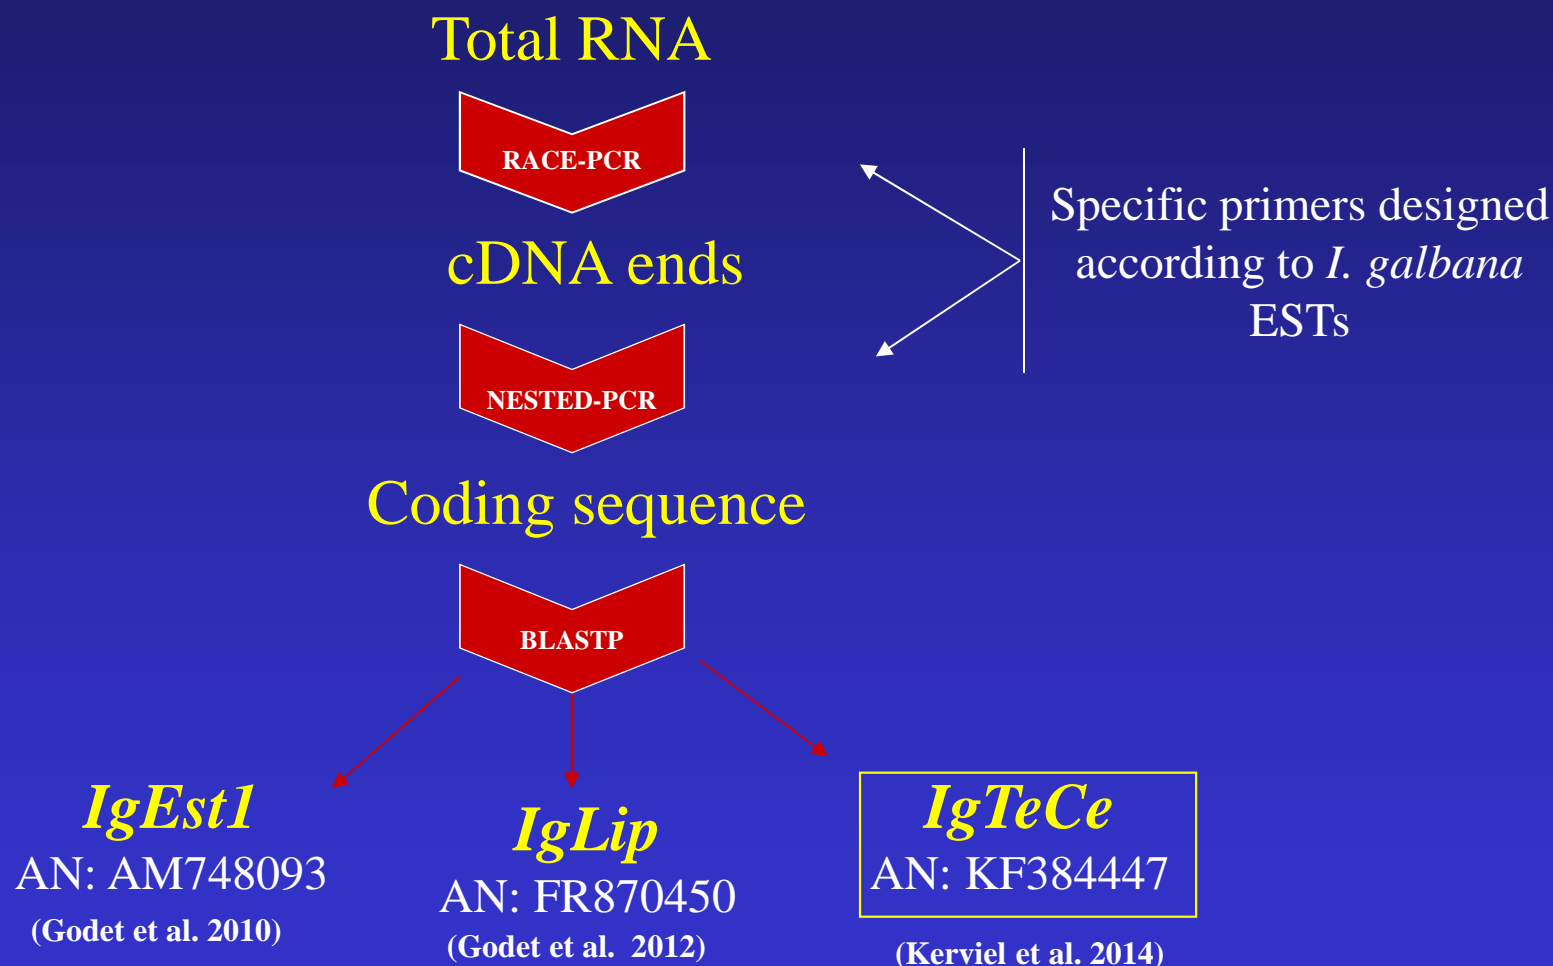 Total RNA
RACE-PCR
cDNA ends
Specific primers designed
according to I. galbana
ESTs
NESTED-PCR
Coding sequence
BLASTP
IgEst1
AN: AM748093
(Godet et al. 2010)
IgLip
AN: FR870450
(Godet et al. 2012)
IgTeCe
AN: KF384447
(Kerviel et al. 2014)